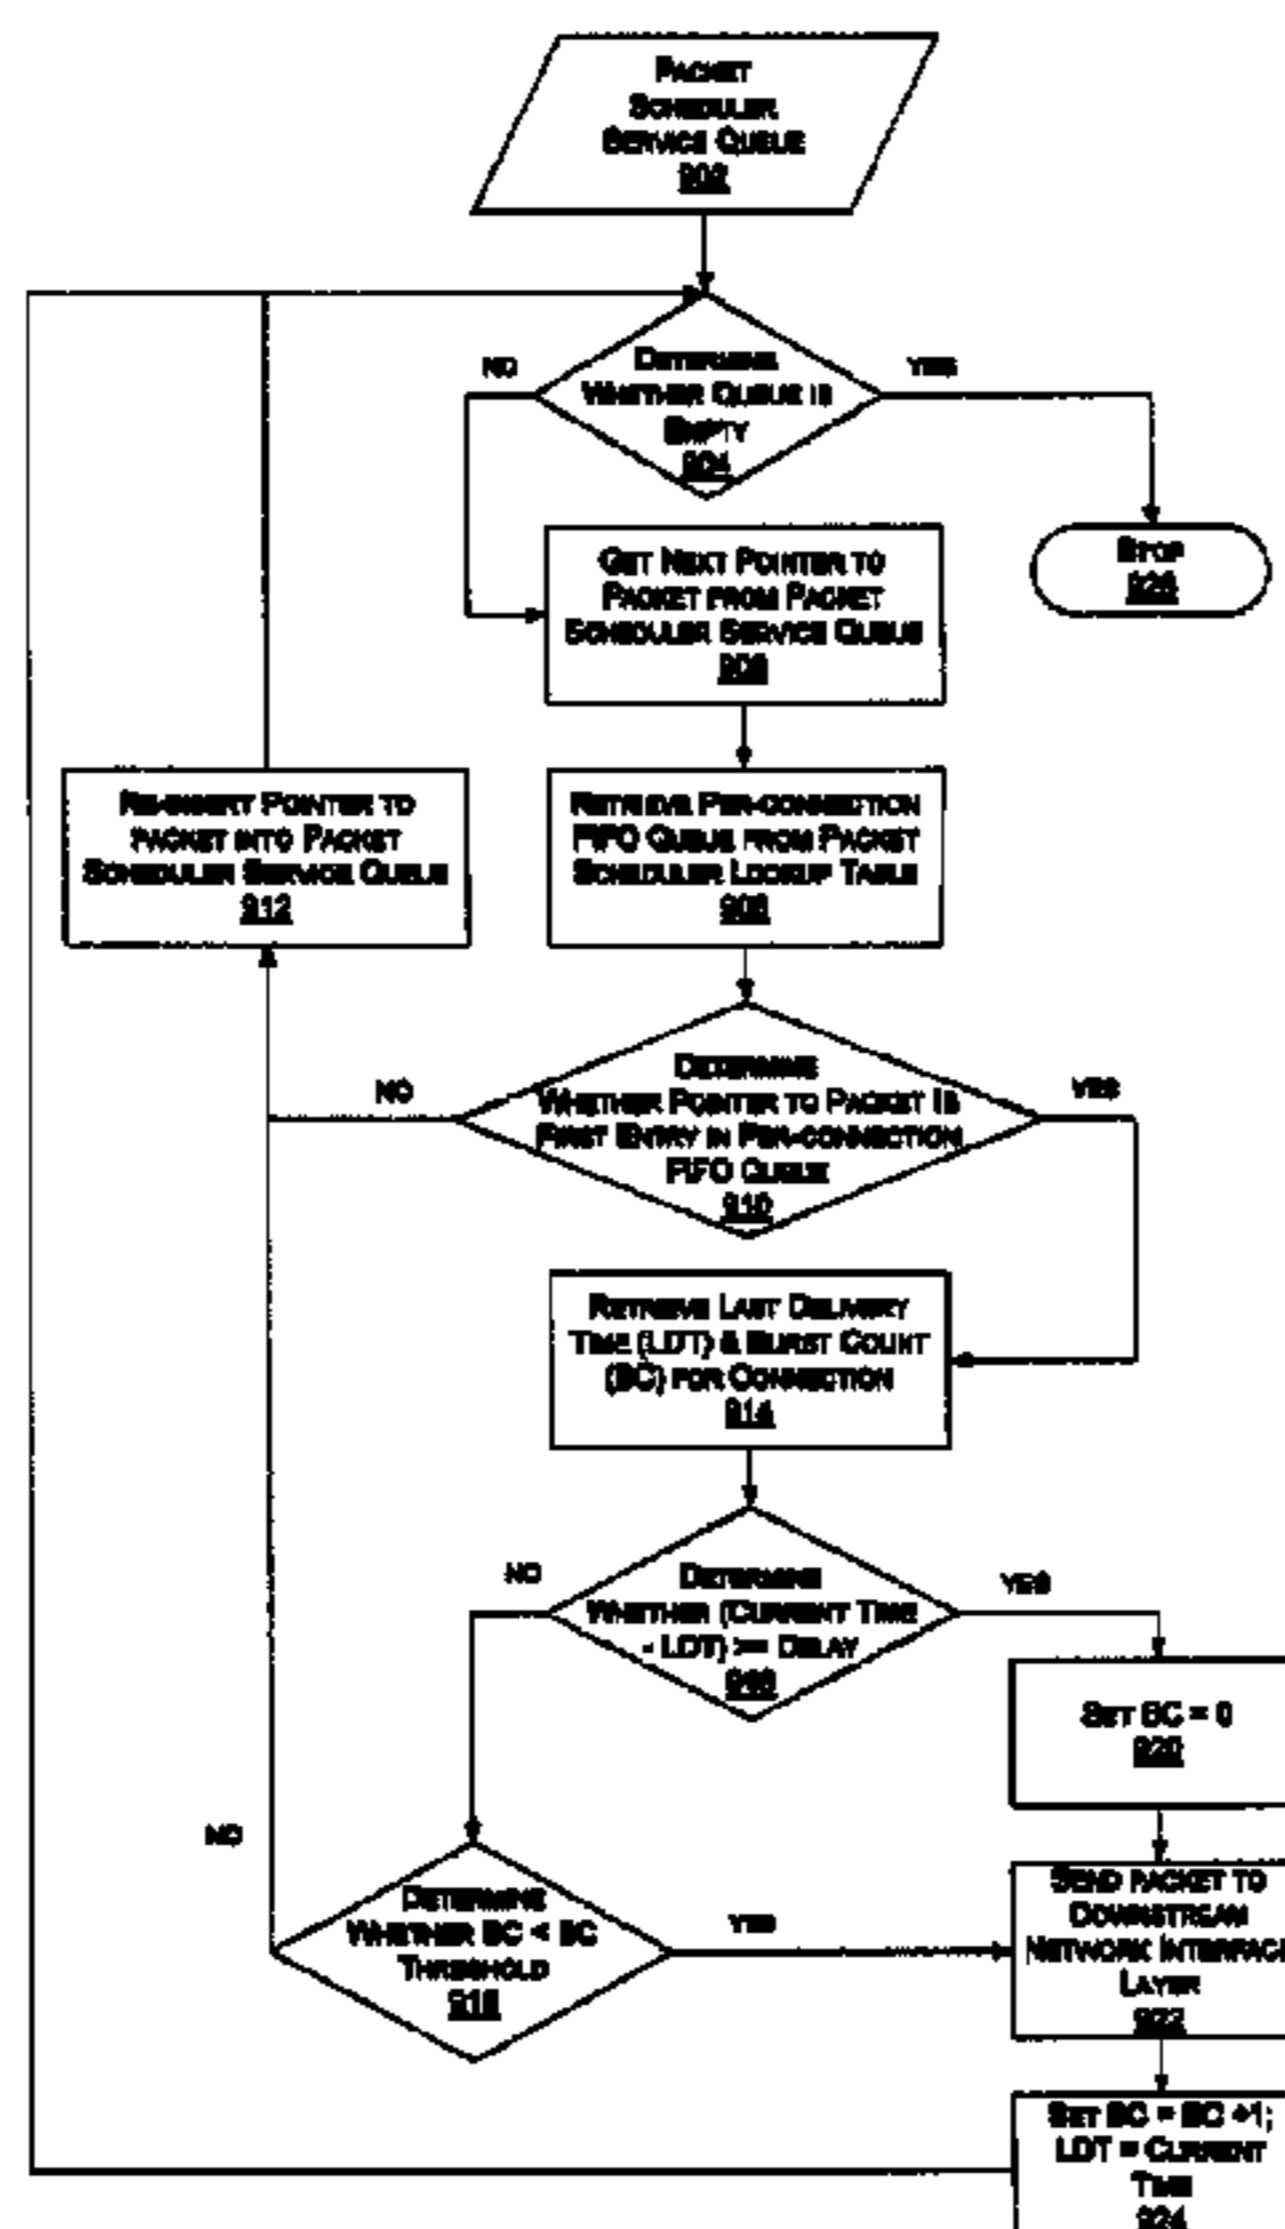 PACKET
SCHEDULER
SERVICE QUEUE
902
DETERMINE
WHETHER QUEUE IS
EMPTY
904
NO
YES
STOP
926
GET NEXT POINTER TO
PACKET FROM PACKET
SCHEDULER SERVICE QUEUE
906
RE-INSERT POINTER TO
PACKET INTO PACKET
SCHEDULER SERVICE QUEUE
912
RETRIEVE PER-CONNECTION
FIFO QUEUE FROM PACKET
SCHEDULER LOOKUP TABLE
908
DETERMINE
WHETHER POINTER TO PACKET IS
FIRST ENTRY IN PER-CONNECTION
FIFO QUEUE
910
NO
YES
RETRIEVE LAST DELIVERY
TIME (LDT) & BURST COUNT
(BC) FOR CONNECTION
914
DETERMINE
WHETHER (CURRENT TIME
- LDT) >= DELAY
916
NO
YES
SET BC = 0
920
NO
DETERMINE
WHETHER BC < BC
THRESHOLD
918
YES
SEND PACKET TO
DOWNSTREAM
NETWORK INTERFACE
LAYER
922
SET BC = BC +1;
LDT = CURRENT
TIME
924